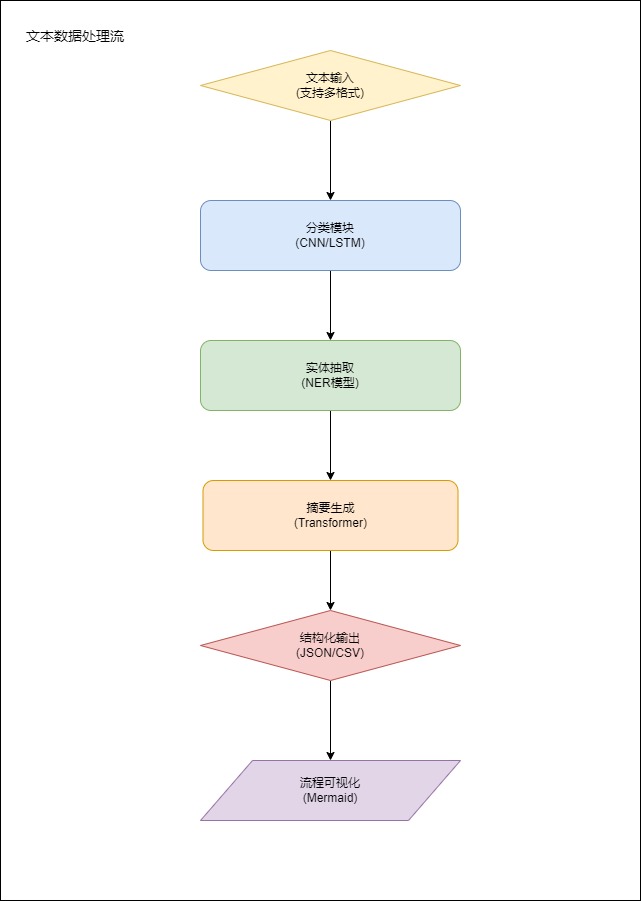 文本数据处理流
文本输入
(支持多格式)
分类模块
(CNN/LSTM)
实体抽取
(NER模型)
摘要生成
(Transformer)
结构化输出
(JSON/CSV)
流程可视化
(Mermaid)